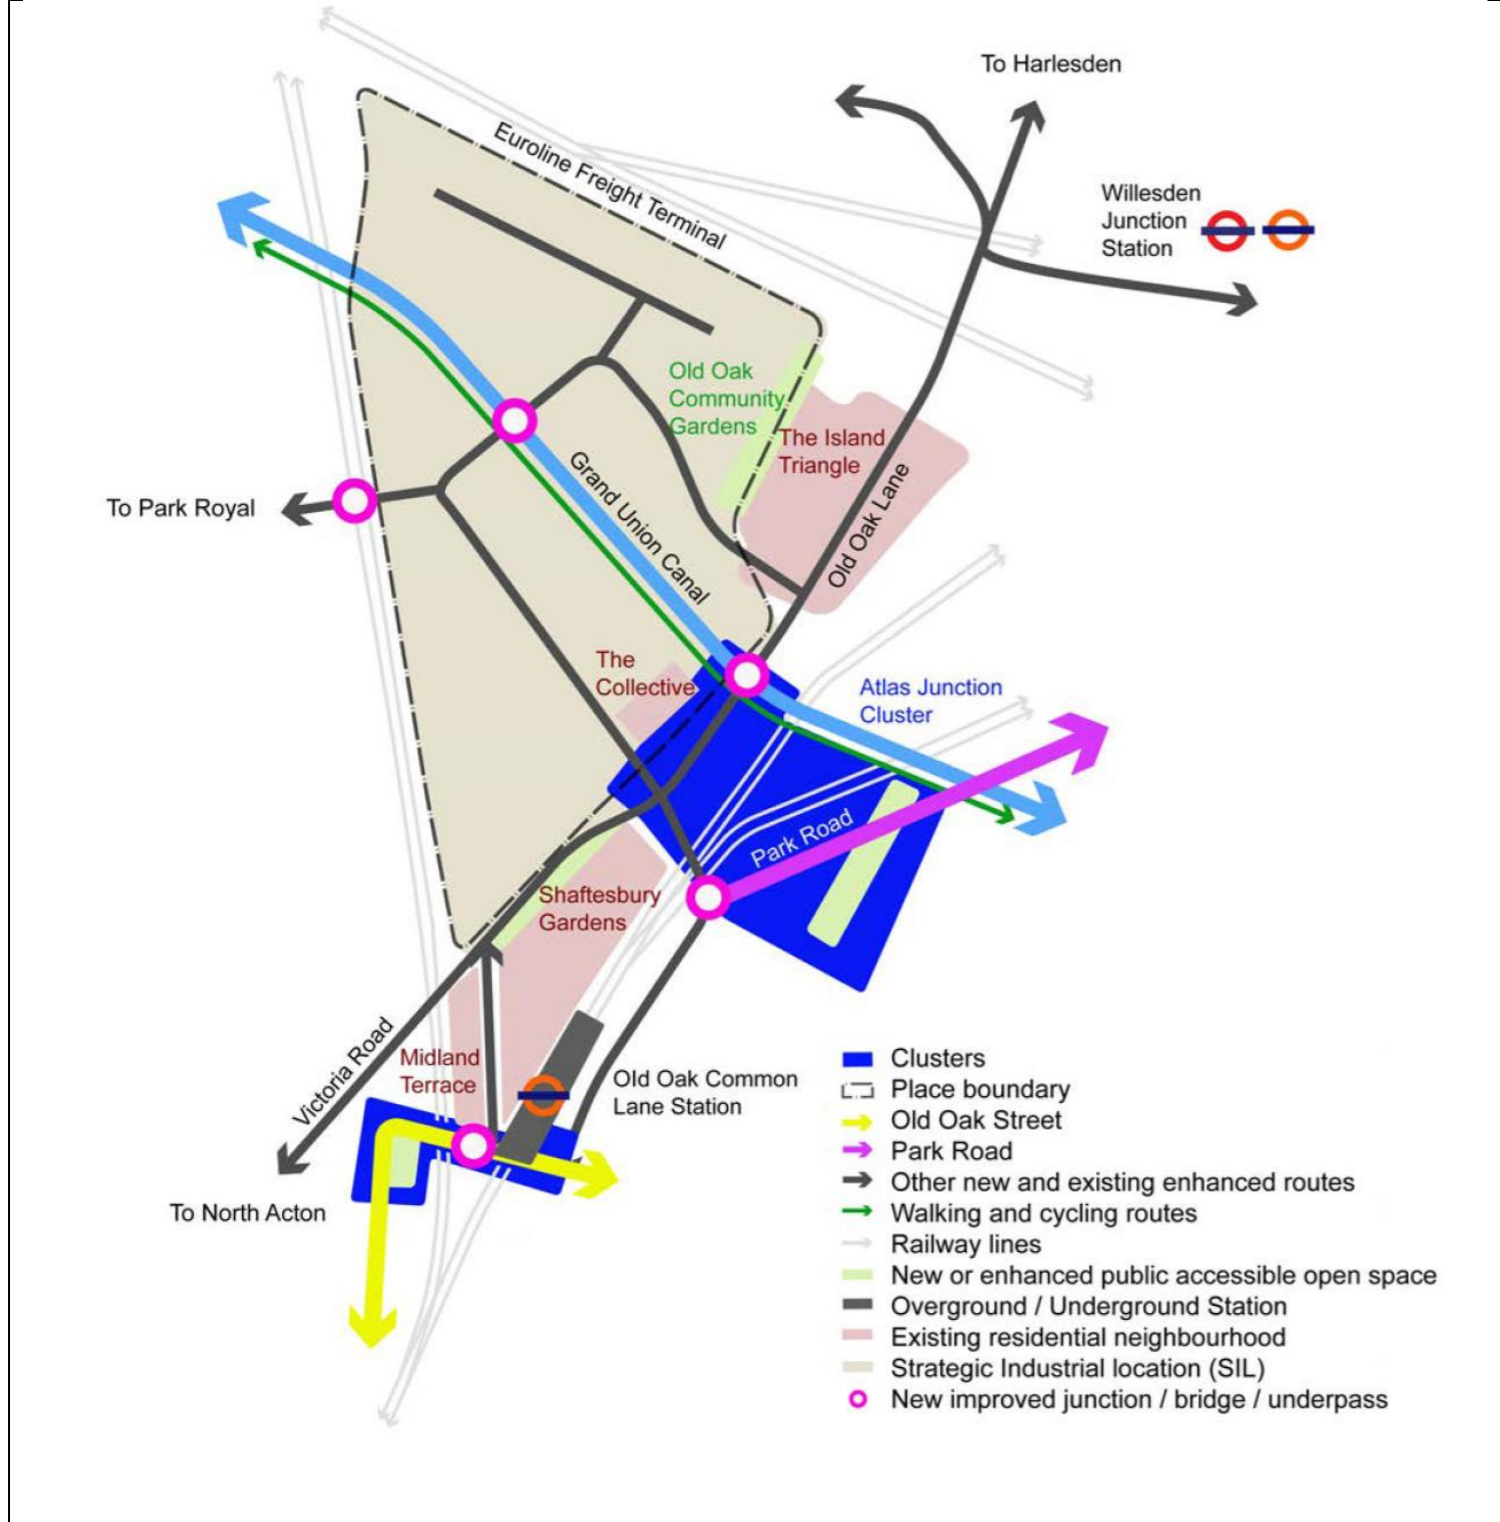 To Harlesden
Euroline Freight Terminal
Willesden
Junction
Station
Old Oak
Community
Gardens
The Island
Triangle
Grand Union Canal
Old Oak Lane
To Park Royal
The
Collective
Atlas Junction
Cluster
Park Road
Shaftesbury
Gardens
Victoria Road
Midland
Terrace
Old Oak Common
Lane Station
To North Acton
Clusters
Place boundary
Old Oak Street
Park Road
Other new and existing enhanced routes
Walking and cycling routes
Railway lines
New or enhanced public accessible open space
Overground / Underground Station
Existing residential neighbourhood
Strategic Industrial location (SIL)
New improved junction / bridge / underpass